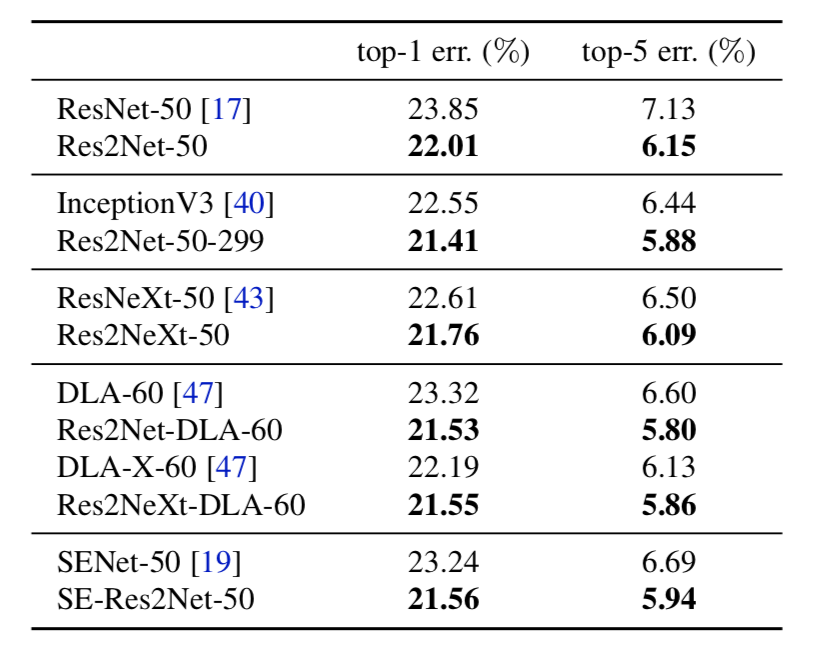 top-1 err. (%) top-5 err. (%)
ResNet-50 [17] 23.85 7.13
Res2Net-50 22.01 6.15
InceptionV3 [40] 22.55 6.44
Res2Net-50-299 21.41 5.88
ResNeXt-50 [43] 22.61 6.50
Res2NeXt-50 21.76 6.09
DLA-60 [47] 23.32 6.60
Res2Net-DLA-60 21.53 5.80
DLA-X-60 [47] 22.19 6.13
Res2NeXt-DLA-60 21.55 5.86
SENet-50 [19] 23.24 6.69
SE-Res2Net-50 21.56 5.94